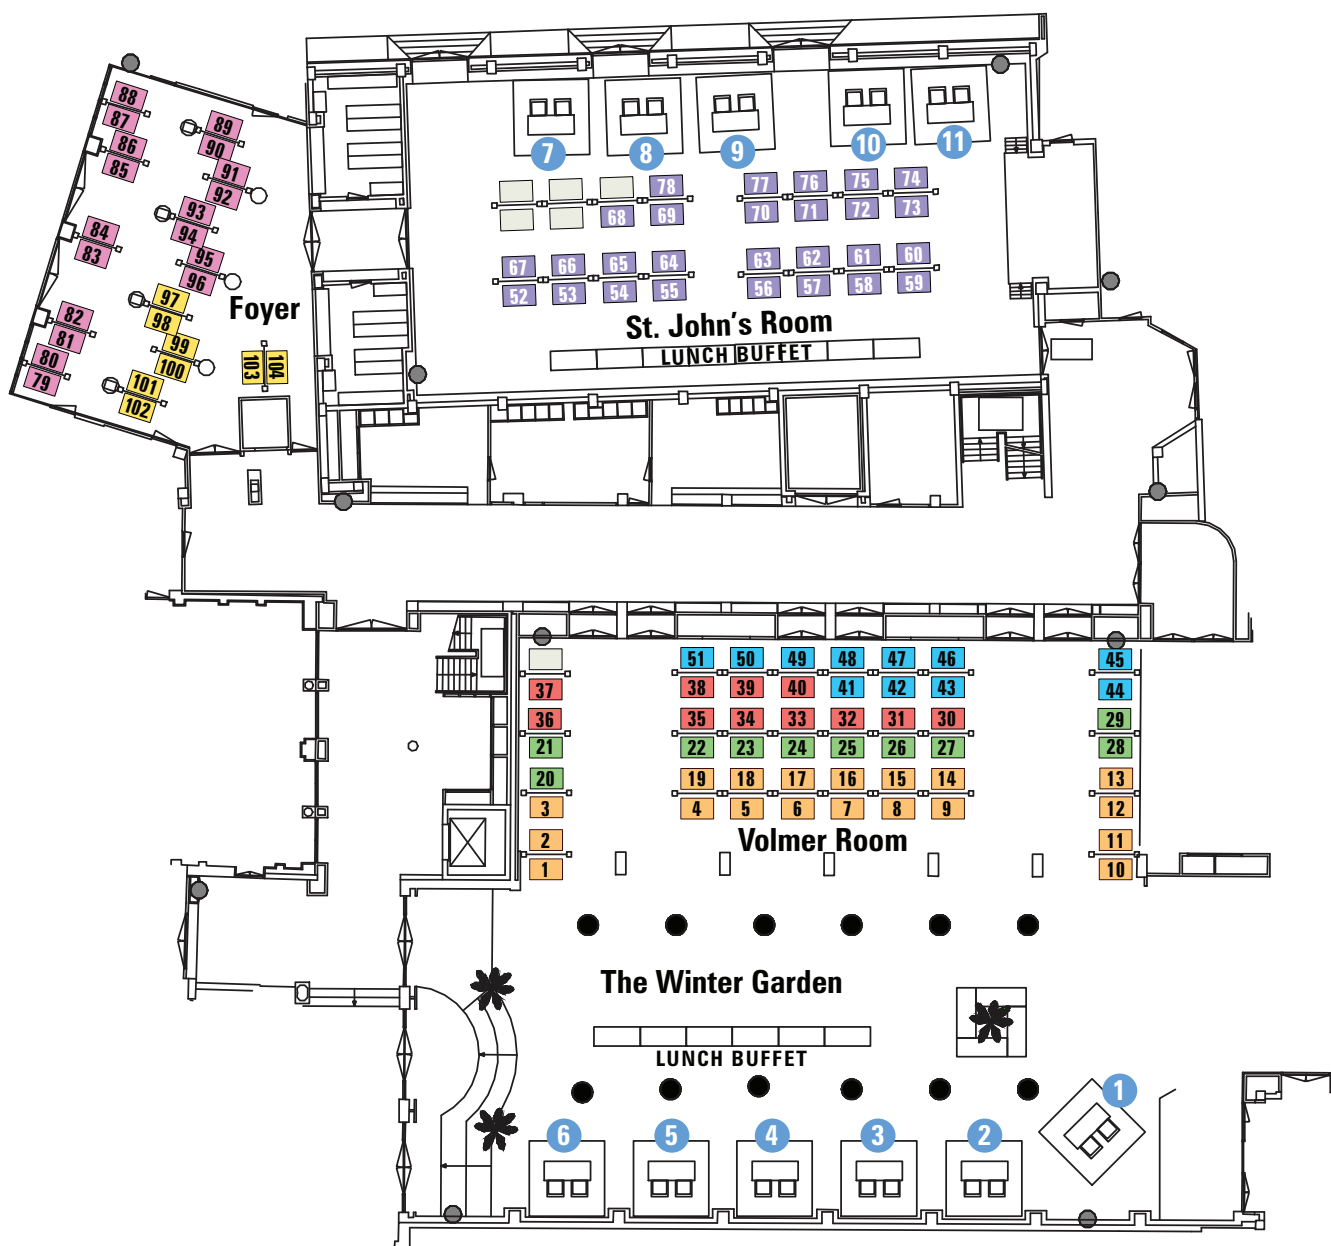 7 8 9 10 11
78 77 76 75 74
68 69 70 71 72 73
67 66 65 64 63 62 61 60
52 53 54 55 56 57 58 59
St. John's Room
LUNCH BUFFET
88
87
86
85
84
83
82
81
80
79
89
90
91
92
93
94
95
96
97
98
99
100
101
102
103 104
Foyer
51 50 49 48 47 46 45
37 38 39 40 41 42 43 44
36 35 34 33 32 31 30 29
21 22 23 24 25 26 27 28
20 19 18 17 16 15 14 13
3 4 5 6 7 8 9 12
Volmer Room
2 11
1 10
The Winter Garden
LUNCH BUFFET
1
6 5 4 3 2